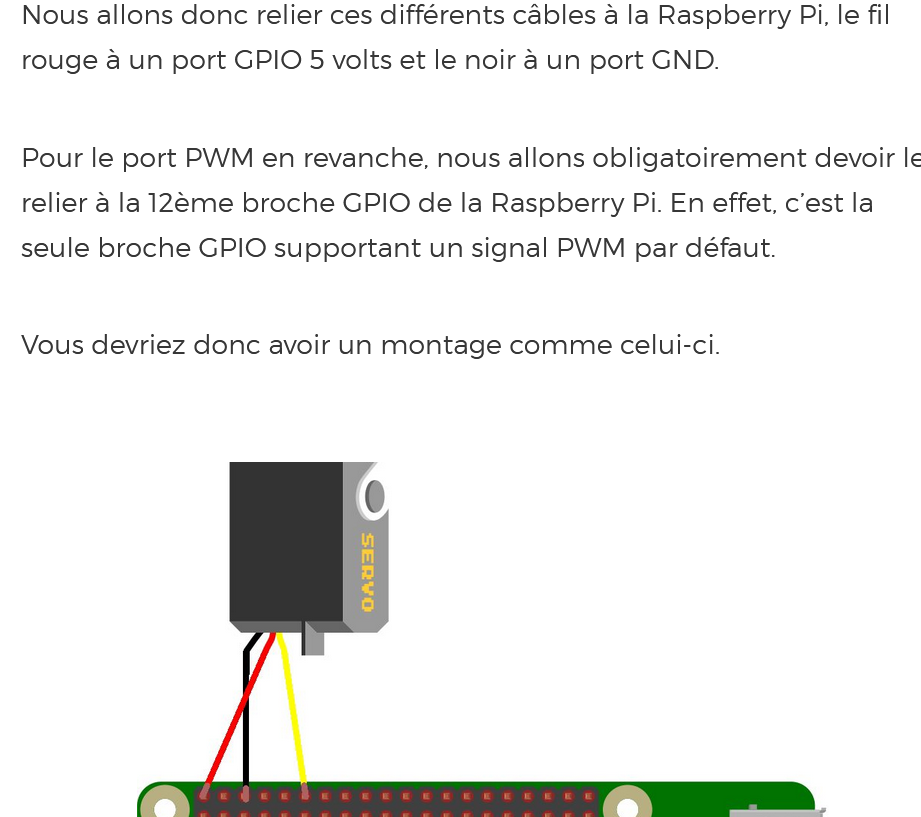 Nous allons donc relier ces différents câbles à la Raspberry Pi, le fil
rouge à un port GPIO 5 volts et le noir à un port GND.
Pour le port PWM en revanche, nous allons obligatoirement devoir le
relier à la 12ème broche GPIO de la Raspberry Pi. En effet, c’est la
seule broche GPIO supportant un signal PWM par défaut.
Vous devriez donc avoir un montage comme celui-ci.
SERVO